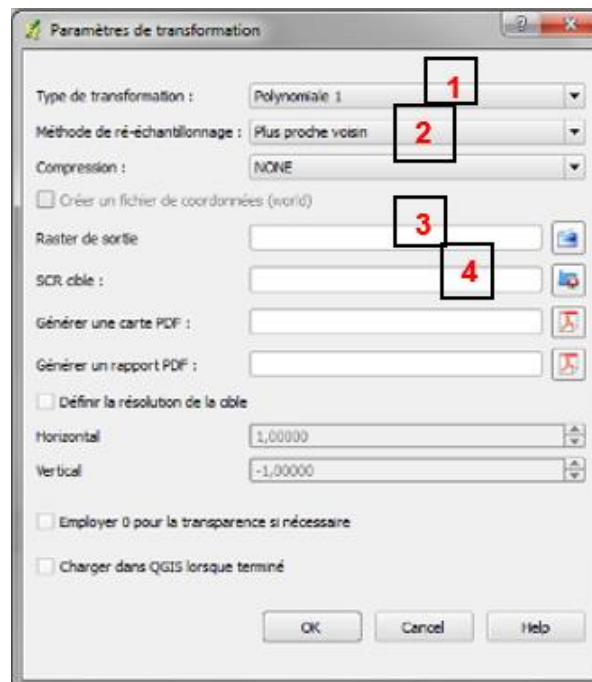 Paramètres de transformation
Type de transformation : Polynomiale 1
1
Méthode de ré-échantillonnage : Plus proche voisin
2
Compression : NONE
Créer un fichier de coordonnées (world)
Raster de sortie
3
SCR cible :
4
Générer une carte PDF :
Générer un rapport PDF :
Définir la résolution de la cible
Horizontal 1,00000
Vertical -1,00000
Employer 0 pour la transparence si nécessaire
Charger dans QGIS lorsque terminé
OK Cancel Help